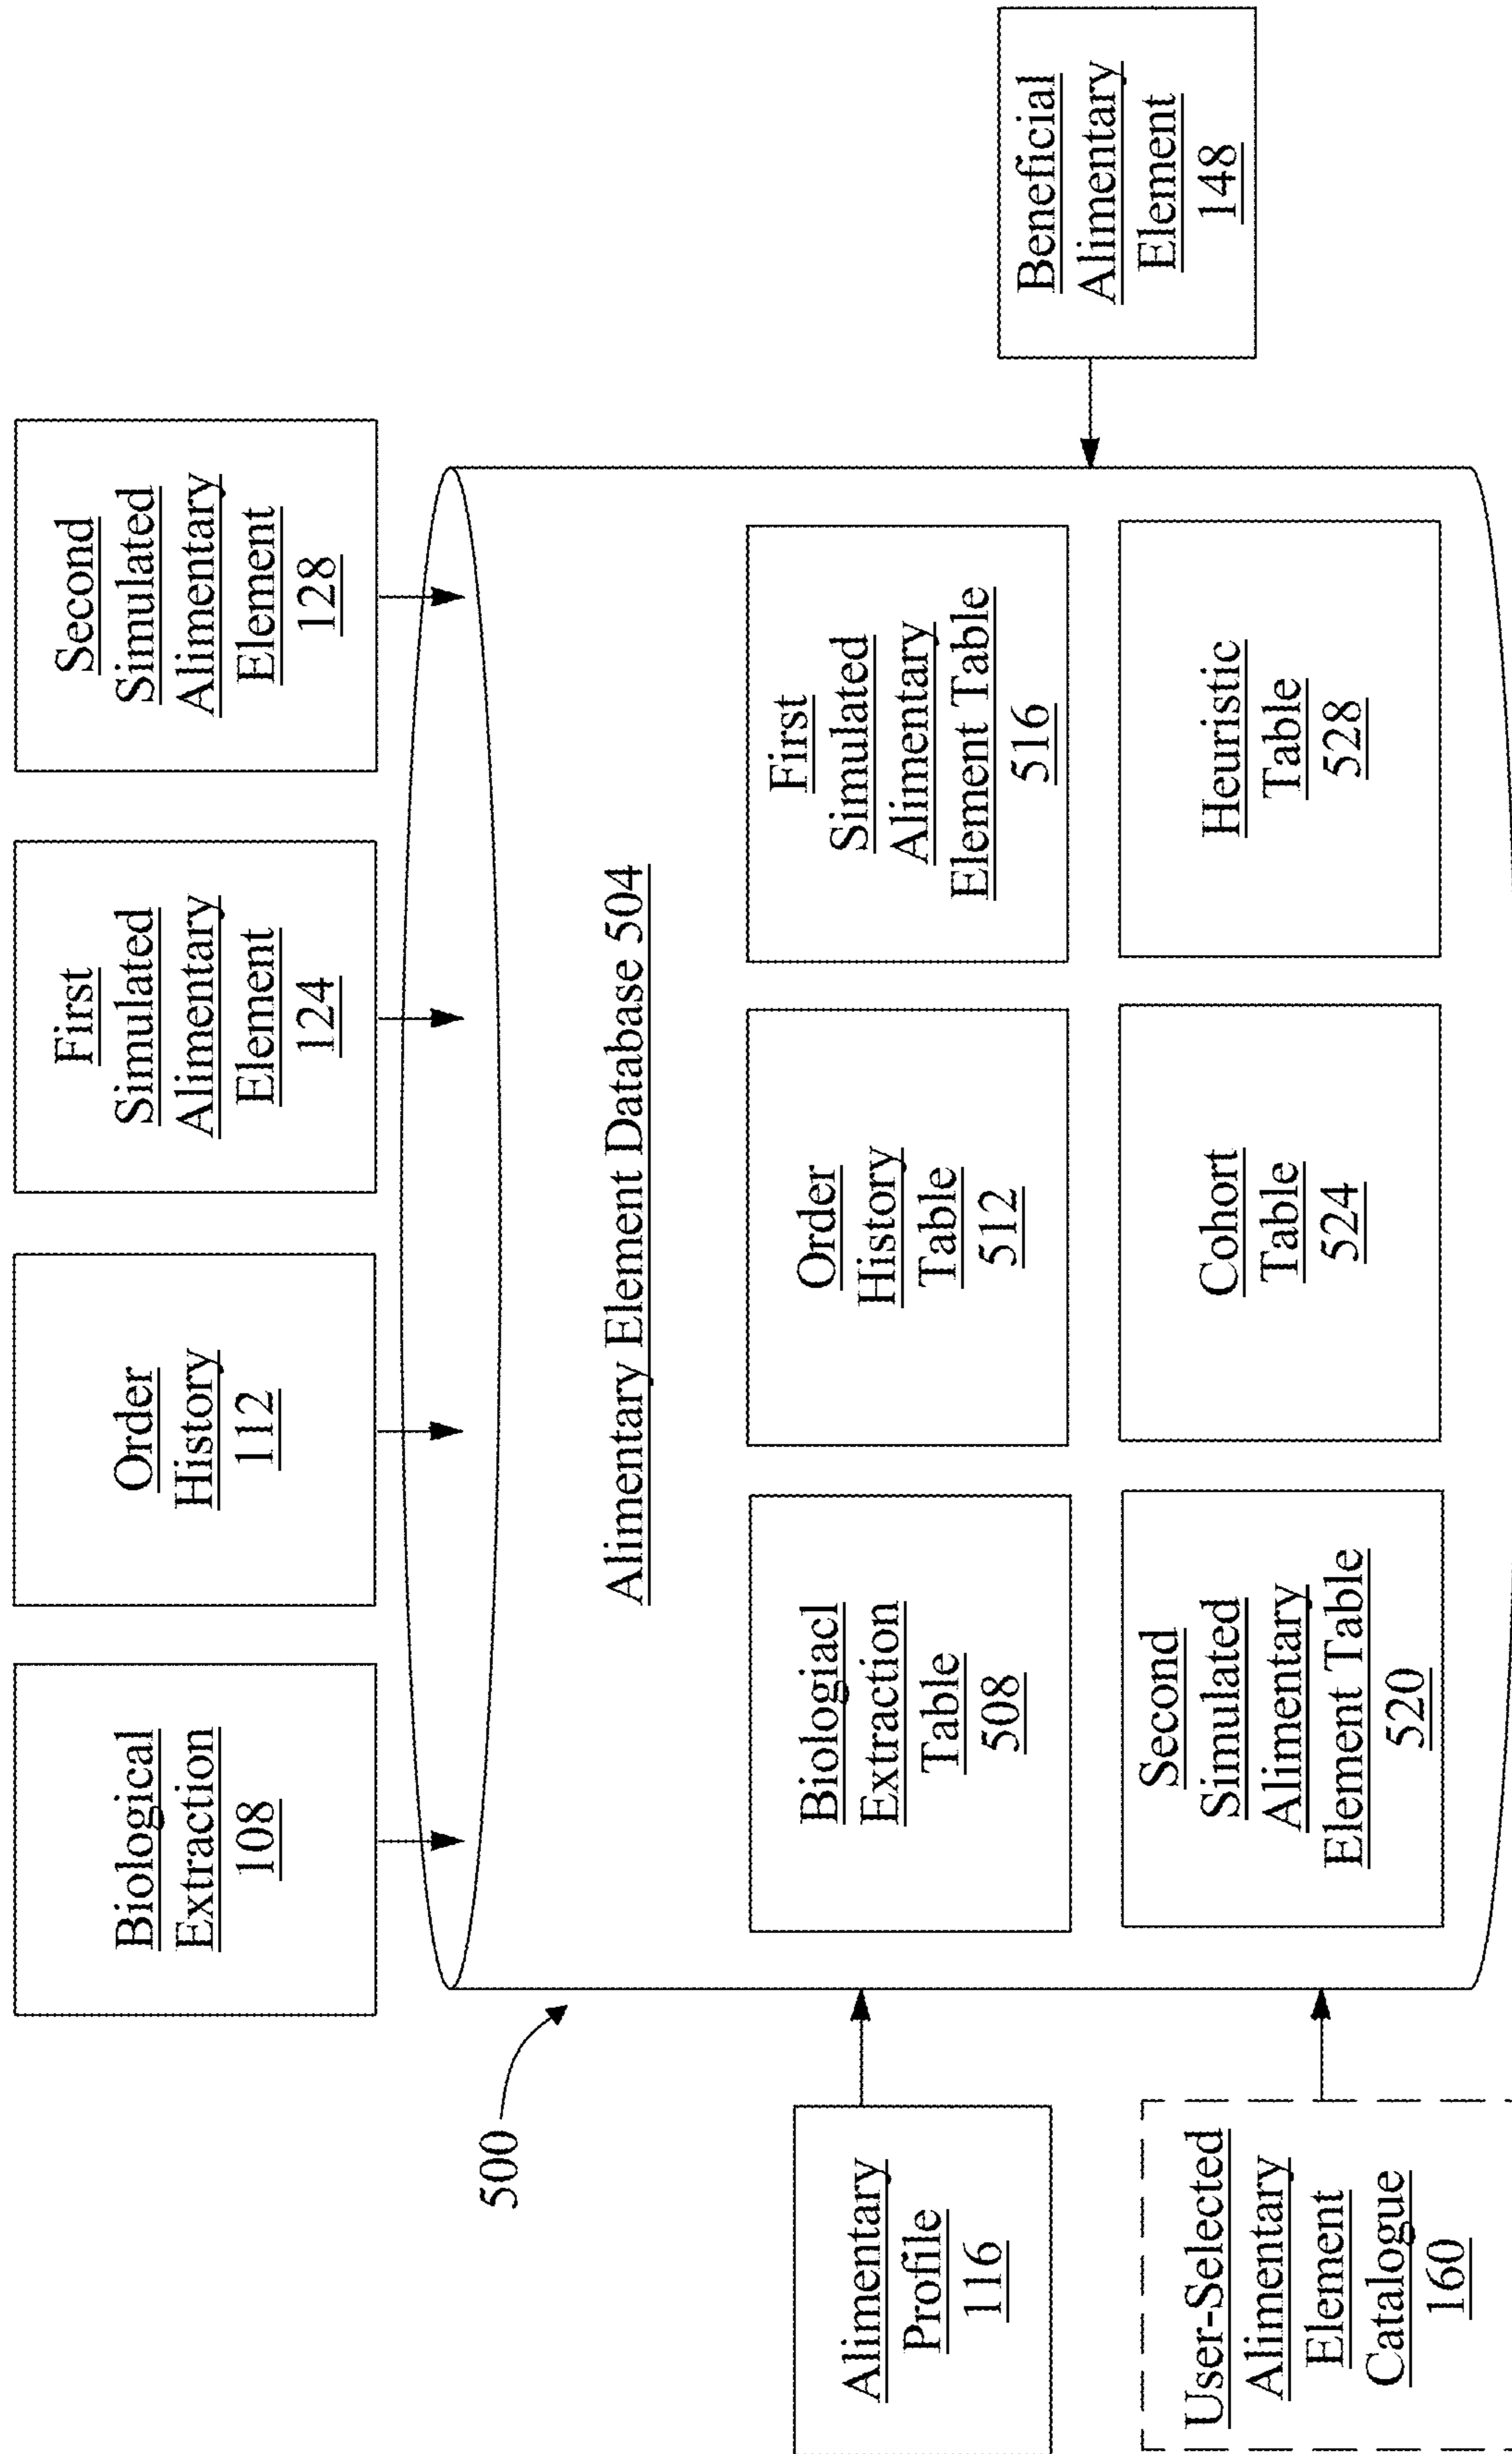 Biological
Extraction
108
Order
History
112
First
Simulated
Alimentary
Element
124
Second
Simulated
Alimentary
Element
128
500
Alimentary Element Database 504
Alimentary
Profile
116
Biologiacl
Extraction
Table
508
Order
History
Table
512
First
Simulated
Alimentary
Element Table
516
Beneficial
Alimentary
Element
148
User-Selected
Alimentary
Element
Catalogue
160
Second
Simulated
Alimentary
Element Table
520
Cohort
Table
524
Heuristic
Table
528